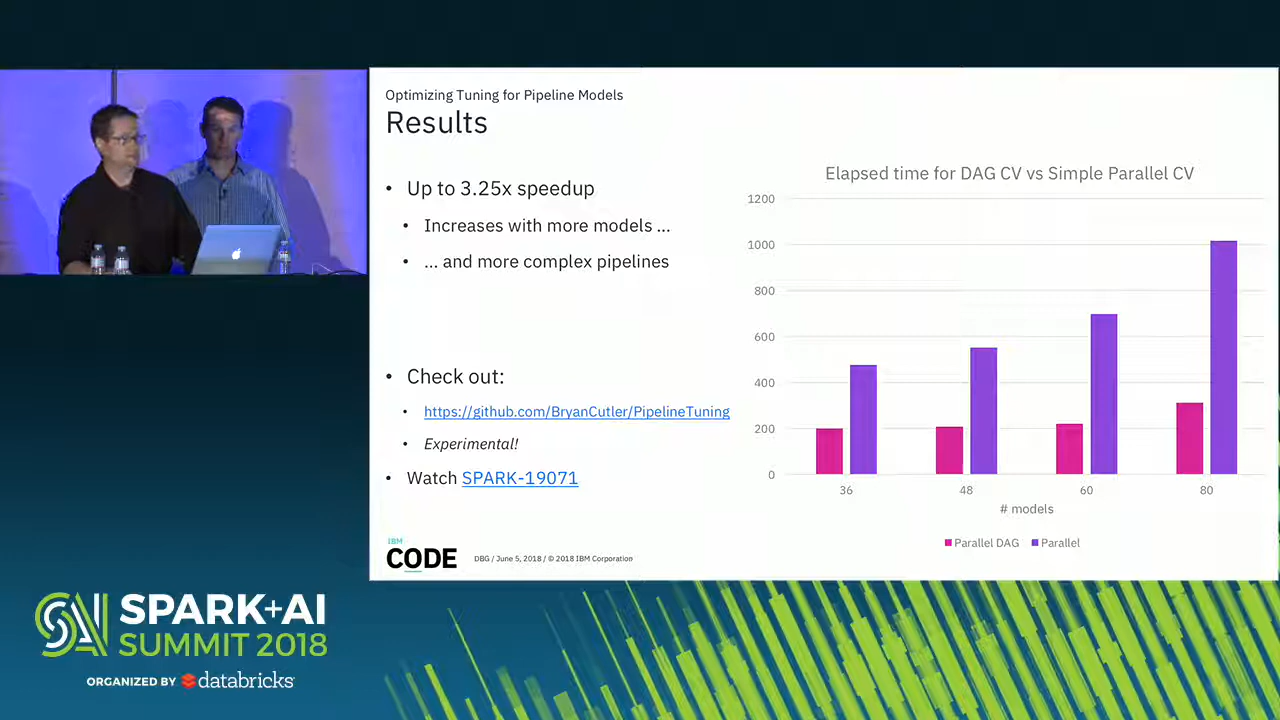 Optimizing Tuning for Pipeline Models
Results
• Up to 3.25x speedup
• Increases with more models ...
• ... and more complex pipelines
• Check out:
• https://github.com/BryanCutler/PipelineTuning
• Experimental!
• Watch SPARK-19071
Elapsed time for DAG CV vs Simple Parallel CV
1200
1000
800
600
400
200
0
36 48 60 80
# models
Parallel DAG Parallel
IBM
CODE
DBG / June 5, 2018 / © 2018 IBM Corporation
SAI SPARK+AI
SUMMIT 2018
ORGANIZED BY databricks